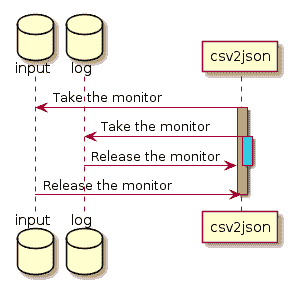 input
log
csv2json
Take the monitor
Take the monitor
Release the monitor
Release the monitor
input
log
csv2json